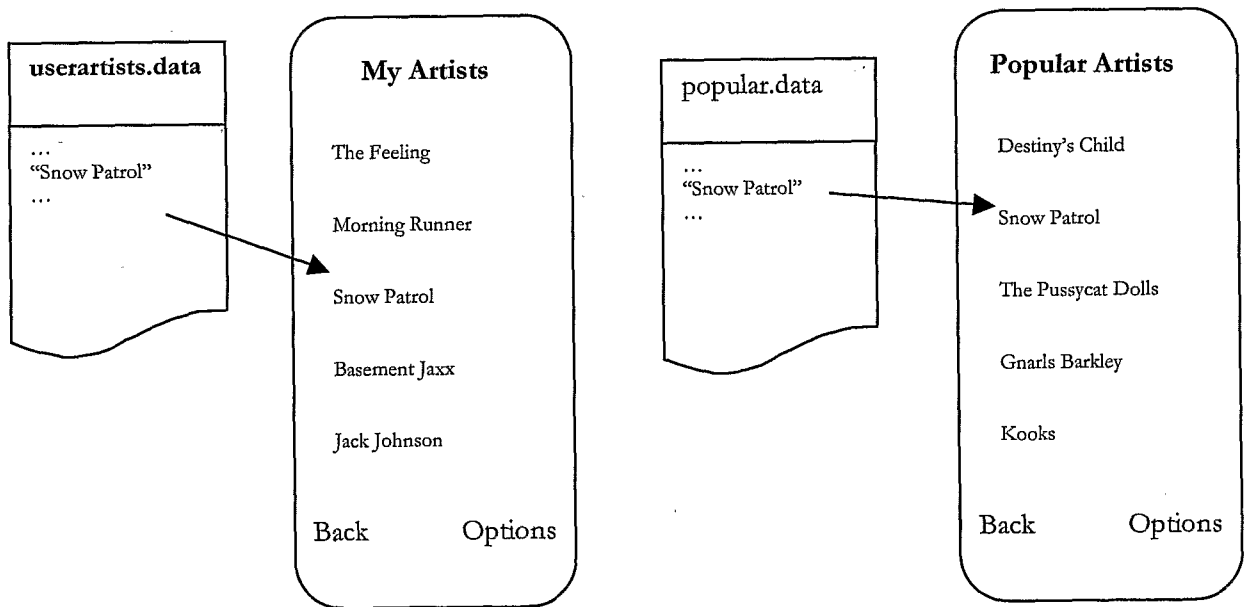 userartists.data
...
“Snow Patrol”
...
My Artists
The Feeling
Morning Runner
Snow Patrol
Basement Jaxx
Jack Johnson
Back Options
popular.data
...
“Snow Patrol”
...
Popular Artists
Destiny’s Child
Snow Patrol
The Pussycat Dolls
Gnarls Barkley
Kooks
Back Options